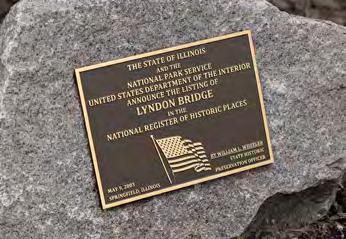 THE STATE OF ILLINOIS
AND THE
NATIONAL PARK SERVICE
UNITED STATES DEPARTMENT OF THE INTERIOR
ANNOUNCE THE LISTING OF
LYNDON BRIDGE
IN THE
NATIONAL REGISTER OF HISTORIC PLACES
BY WILLIAM L. WHEELER
STATE HISTORIC
PRESERVATION OFFICER
MAY 9, 2003
SPRINGFIELD, ILLINOIS